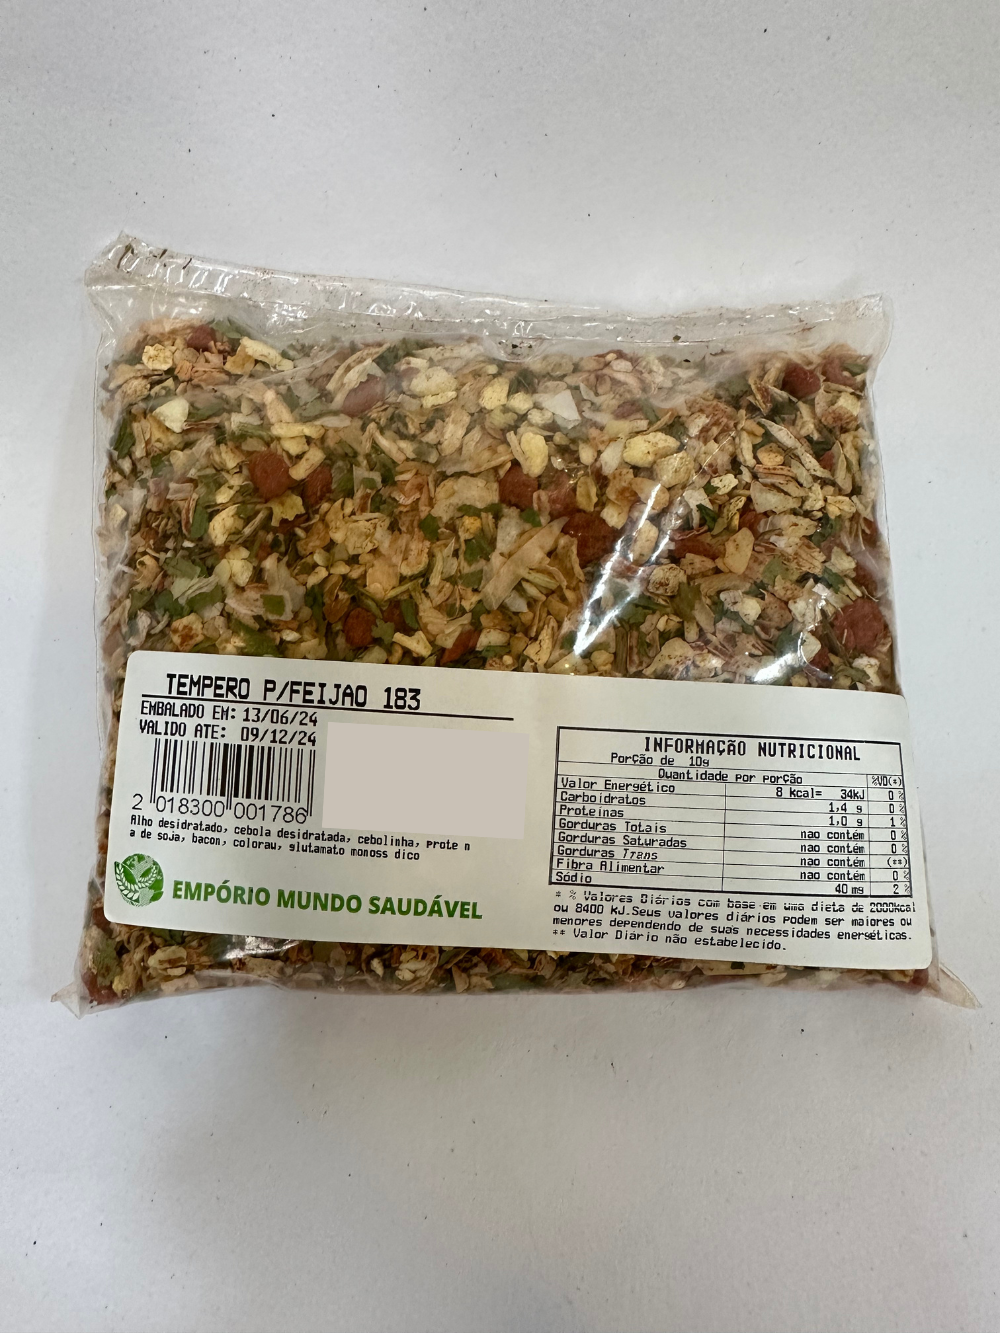 TEMPERO P/FEIJAO 183
EMBALADO EM: 13/06/24
VALIDO ATE: 09/12/24
2 018300 001786
Alho desidratado, cebola desidratada, cebolinha, prote n
a de soja, bacon, colorau, glutamato monoss dico
EMPÓRIO MUNDO SAUDÁVEL
INFORMAÇÃO NUTRICIONAL
Porção de 10g
Quantidade por porção %VD(*)
Valor Energético 8 kcal= 34kJ 0 %
Carboidratos 1,4 g 0 %
Proteinas 1,0 g 1 %
Gorduras Totais nao contém 0 %
Gorduras Saturadas nao contém 0 %
Gorduras Trans nao contém (**)
Fibra Alimentar nao contém 0 %
Sódio 40 mg 2 %
* % Valores Diários com base em uma dieta de 2000kcal
ou 8400 kJ.Seus valores diários podem ser maiores ou
menores dependendo de suas necessidades energéticas.
** Valor Diário não estabelecido.